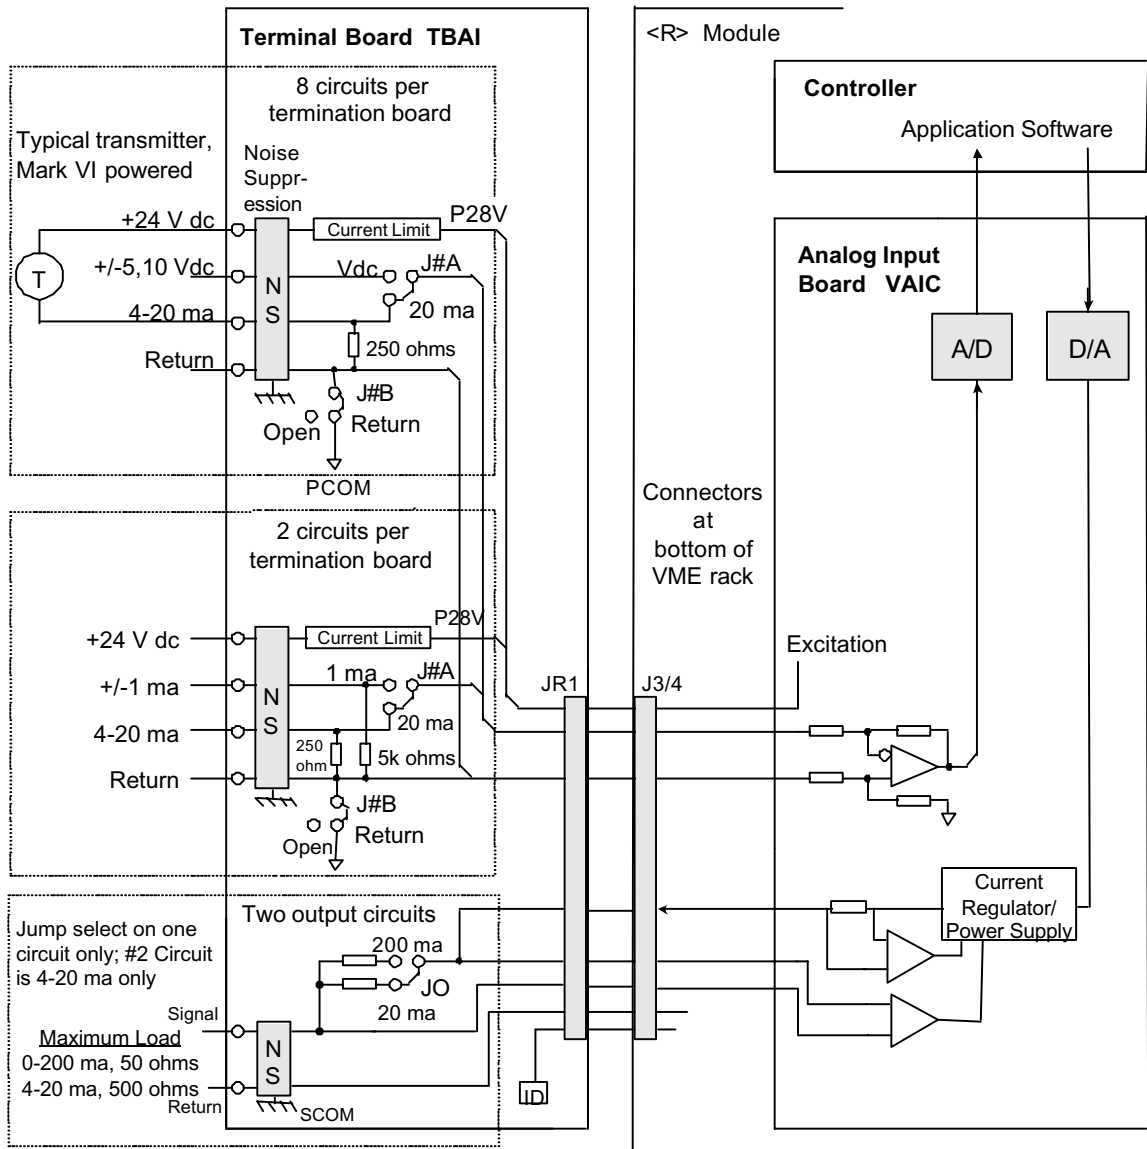 Terminal Board TBAI
<R> Module
8 circuits per
termination board
Typical transmitter,
Mark VI powered
Noise
Suppr-
ession
+24 V dc
Current Limit
P28V
+/-5,10 Vdc
Vdc
J#A
T
N
S
4-20 ma
20 ma
250 ohms
Return
J#B
Return
Open
PCOM
Controller
Application Software
Analog Input
Board VAIC
A/D
D/A
Connectors
at
bottom of
VME rack
2 circuits per
termination board
+24 V dc
Current Limit
P28V
+/-1 ma
1 ma
J#A
N
S
4-20 ma
20 ma
250
ohm
5k ohms
Return
J#B
Return
Open
JR1
J3/4
Excitation
Two output circuits
Jump select on one
circuit only; #2 Circuit
is 4-20 ma only
200 ma
JO
20 ma
Signal
Maximum Load
0-200 ma, 50 ohms
4-20 ma, 500 ohms
Return
N
S
SCOM
ID
Current
Regulator/
Power Supply